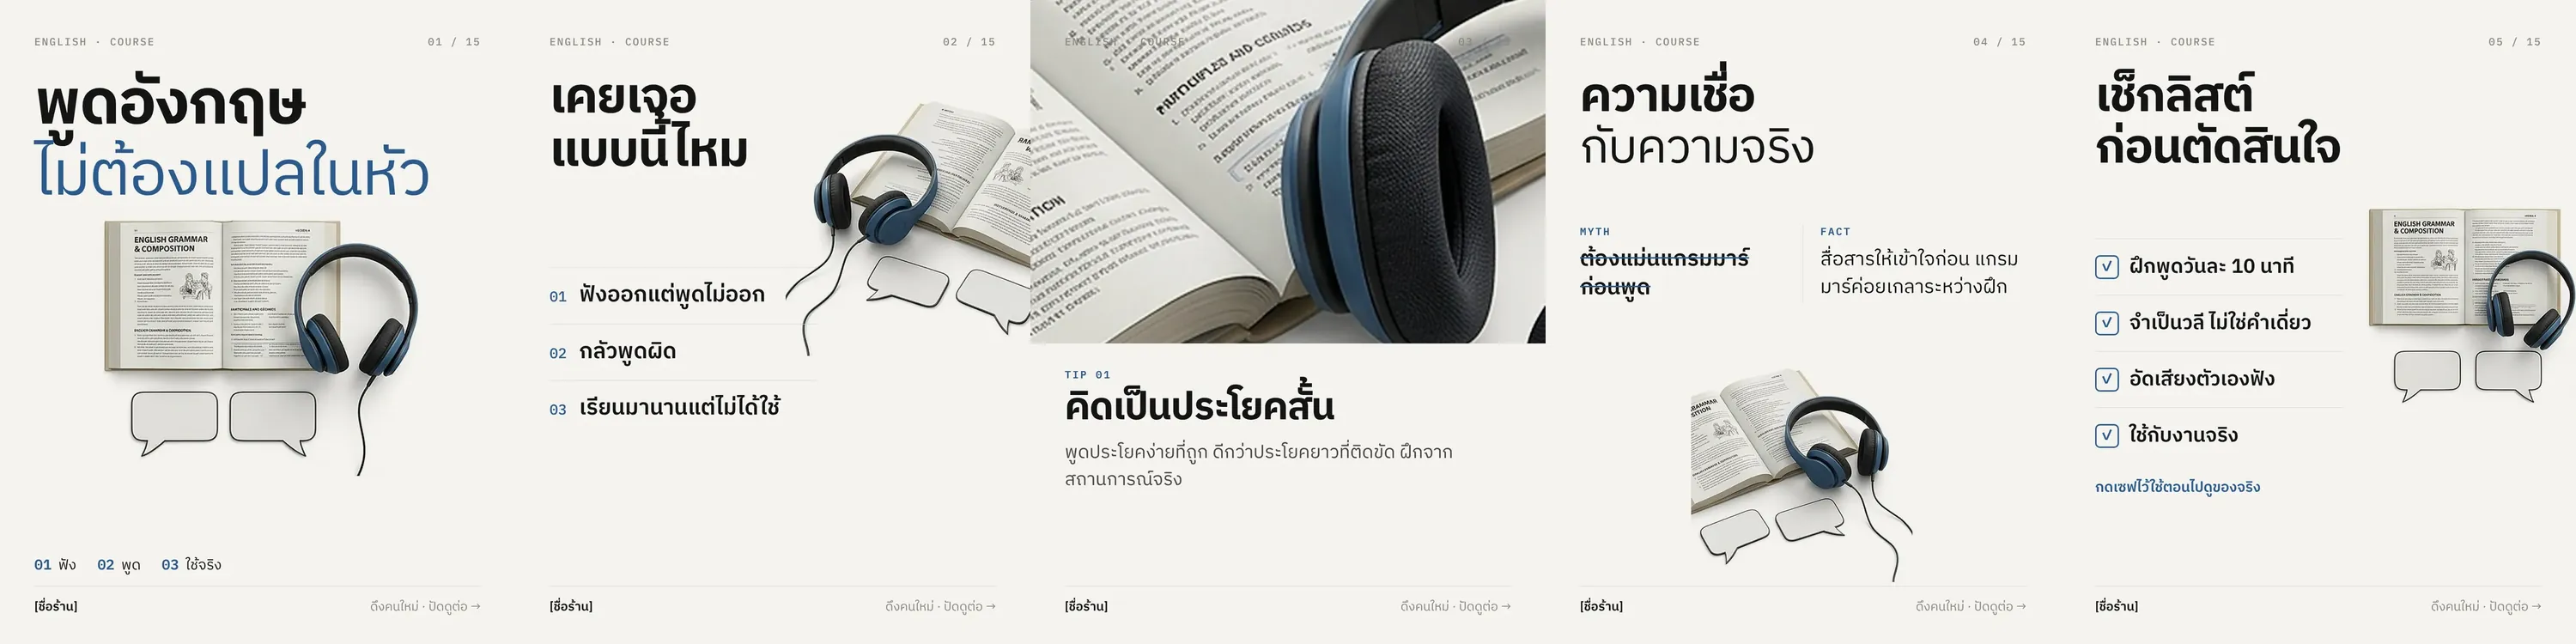 ENGLISH · COURSE
01 / 15
พูดอังกฤษ
ไม่ต้องแปลในหัว
ENGLISH GRAMMAR
& COMPOSITION
01 ฟัง 02 พูด 03 ใช้จริง
[ชื่อร้าน]
ดึงคนใหม่ · ปัดดูต่อ →
ENGLISH · COURSE
02 / 15
เคยเจอ
แบบนี้ไหม
01 ฟังออกแต่พูดไม่ออก
02 กลัวพูดผิด
03 เรียนมานานแต่ไม่ได้ใช้
[ชื่อร้าน]
ดึงคนใหม่ · ปัดดูต่อ →
ENGLISH · COURSE
TIP 01
คิดเป็นประโยคสั้น
พูดประโยคง่ายที่ถูก ดีกว่าประโยคยาวที่ติดขัด ฝึกจาก
สถานการณ์จริง
[ชื่อร้าน]
ดึงคนใหม่ · ปัดดูต่อ →
ENGLISH · COURSE
04 / 15
ความเชื่อ
กับความจริง
MYTH
ต้องแม่นแกรมมาร์
ก่อนพูด
FACT
สื่อสารให้เข้าใจก่อน แกรม
มาร์ค่อยเกลาระหว่างฝึก
[ชื่อร้าน]
ดึงคนใหม่ · ปัดดูต่อ →
ENGLISH · COURSE
05 / 15
เช็กลิสต์
ก่อนตัดสินใจ
ฝึกพูดวันละ 10 นาที
จำเป็นวลี ไม่ใช่คำเดี่ยว
อัดเสียงตัวเองฟัง
ใช้กับงานจริง
กดเซฟไว้ใช้ตอนไปดูของจริง
ENGLISH GRAMMAR
& COMPOSITION
[ชื่อร้าน]
ดึงคนใหม่ · ปัดดูต่อ →